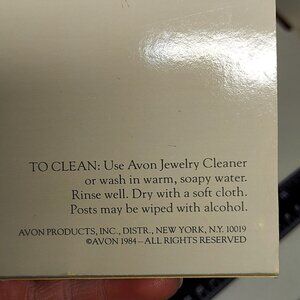 TO CLEAN: Use Avon Jewelry Cleaner
or wash in warm, soapy water.
Rinse well. Dry with a soft cloth.
Posts may be wiped with alcohol.
AVON PRODUCTS, INC., DISTR., NEW YORK, N.Y. 10019
©AVON 1984–ALL RIGHTS RESERVED